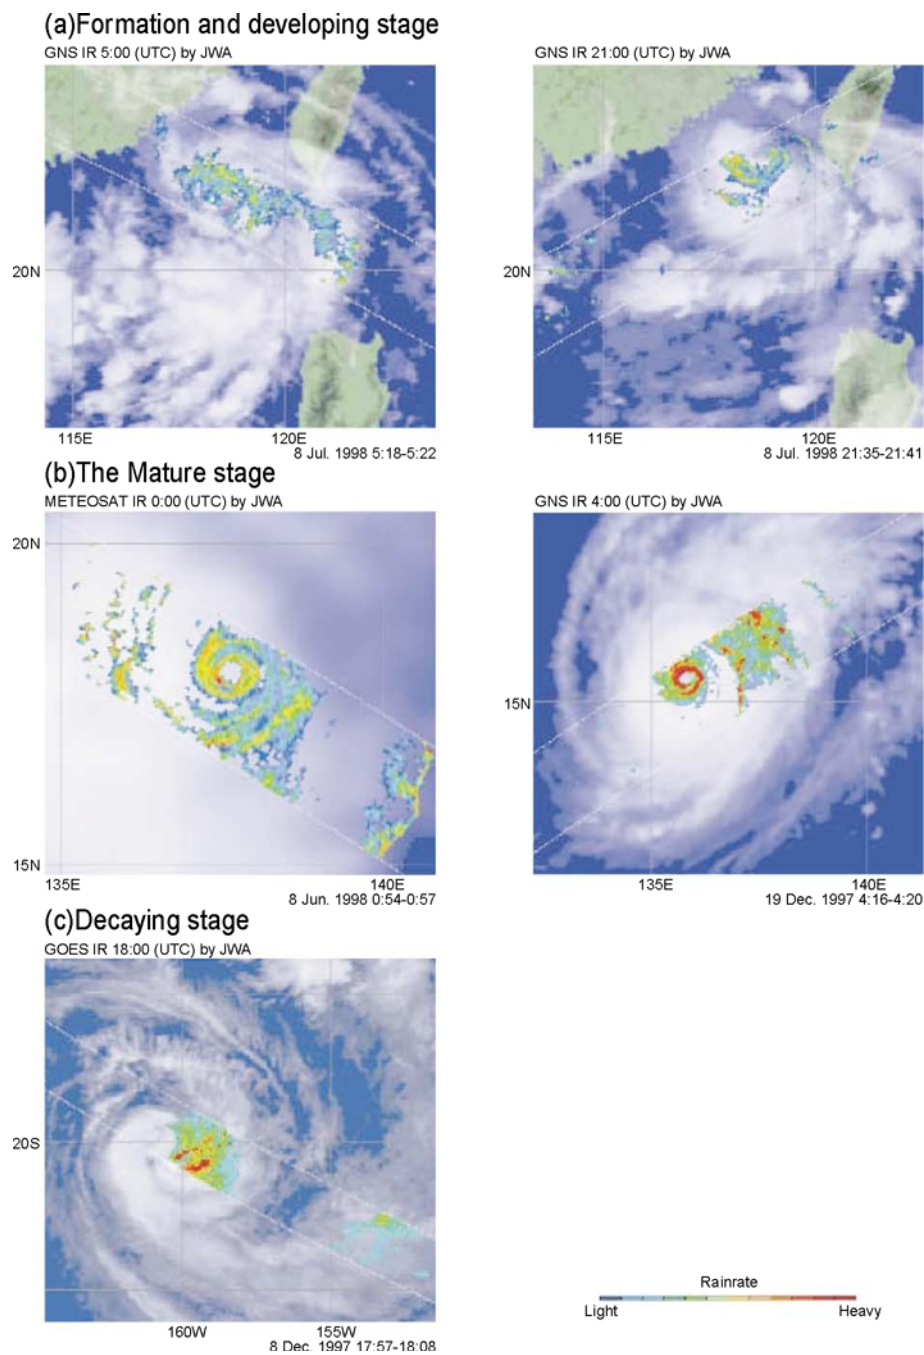 (a)Formation and developing stage
GNS IR 5:00 (UTC) by JWA
GNS IR 21:00 (UTC) by JWA
20N
20N
115E 120E
8 Jul. 1998 5:18-5:22
115E 120E
8 Jul. 1998 21:35-21:41
(b)The Mature stage
METEOSAT IR 0:00 (UTC) by JWA
GNS IR 4:00 (UTC) by JWA
20N
15N
15N
135E 140E
8 Jun. 1998 0:54-0:57
135E 140E
19 Dec. 1997 4:16-4:20
(c)Decaying stage
GOES IR 18:00 (UTC) by JWA
20S
160W 155W
8 Dec. 1997 17:57-18:08
Rainrate
Light Heavy